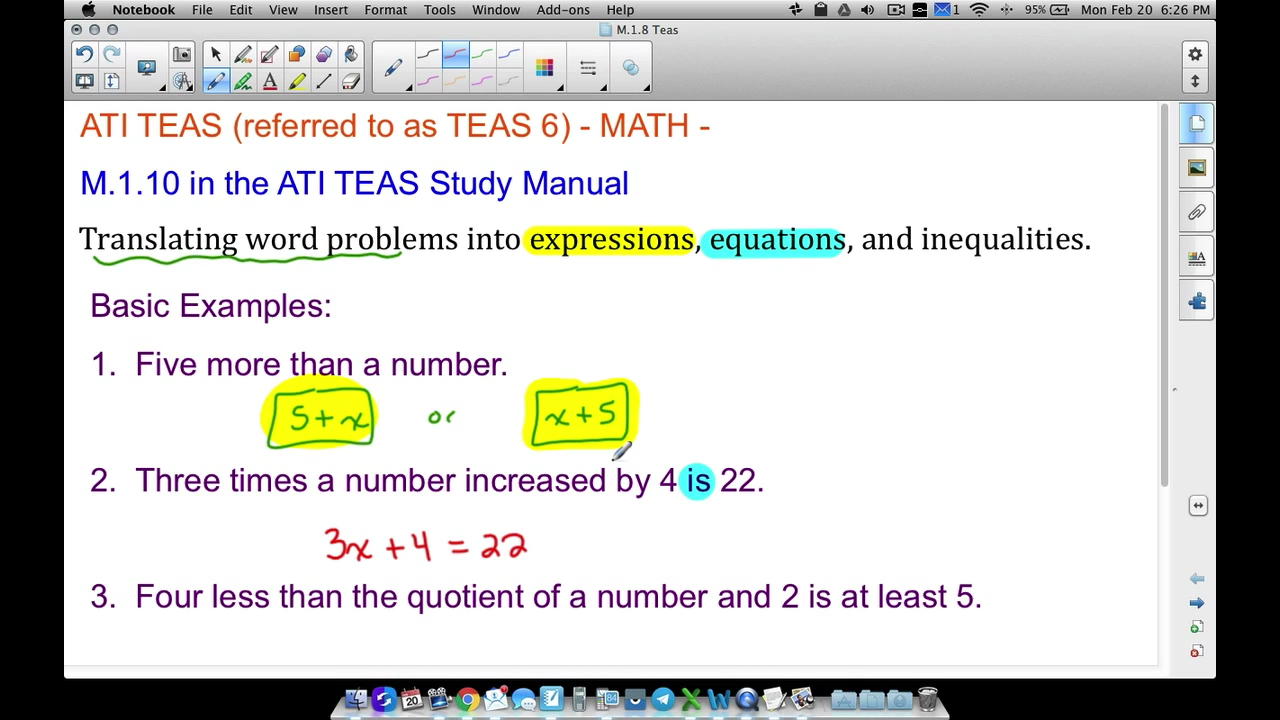 Notebook File Edit View Insert Format Tools Window Add-ons Help 1 95% Mon Feb 20 6:26 PM
M.1.8 Teas
ATI TEAS (referred to as TEAS 6) - MATH -
M.1.10 in the ATI TEAS Study Manual
Translating word problems into expressions, equations, and inequalities.
Basic Examples:
1. Five more than a number.
5+x or x+5
2. Three times a number increased by 4 is 22.
3x+4=22
3. Four less than the quotient of a number and 2 is at least 5.
20